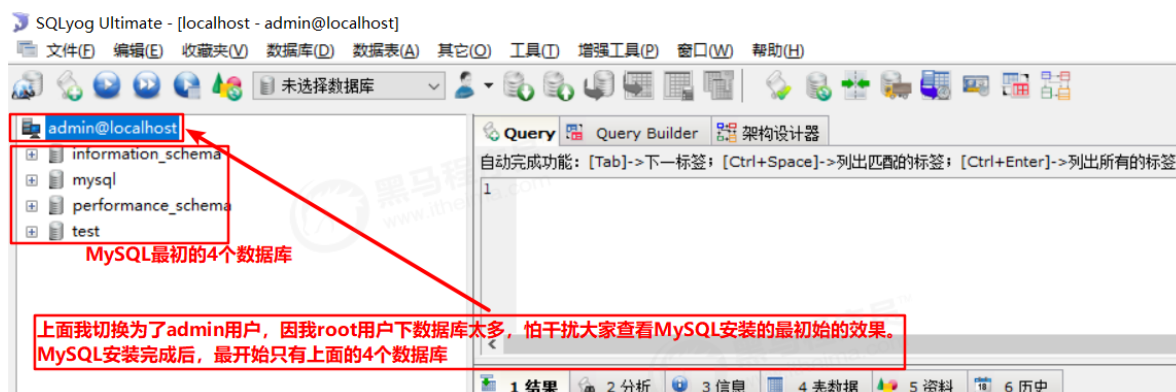 SQLyog Ultimate - [localhost - admin@localhost]
文件(F) 编辑(E) 收藏夹(V) 数据库(D) 数据表(A) 其它(O) 工具(T) 增强工具(P) 窗口(W) 帮助(H)
未选择数据库
admin@localhost
information_schema
mysql
performance_schema
test
MySQL最初的4个数据库
Query Query Builder 架构设计器
自动完成功能: [Tab]->下一标签; [Ctrl+Space]->列出匹配的标签; [Ctrl+Enter]->列出所有的标签
1
上面我切换为了admin用户，因我root用户下数据库太多，怕干扰大家查看MySQL安装的最初始的效果。
MySQL安装完成后，最开始只有上面的4个数据库
1 结果 2 分析 3 信息 4 表数据 5 资料 6 历史